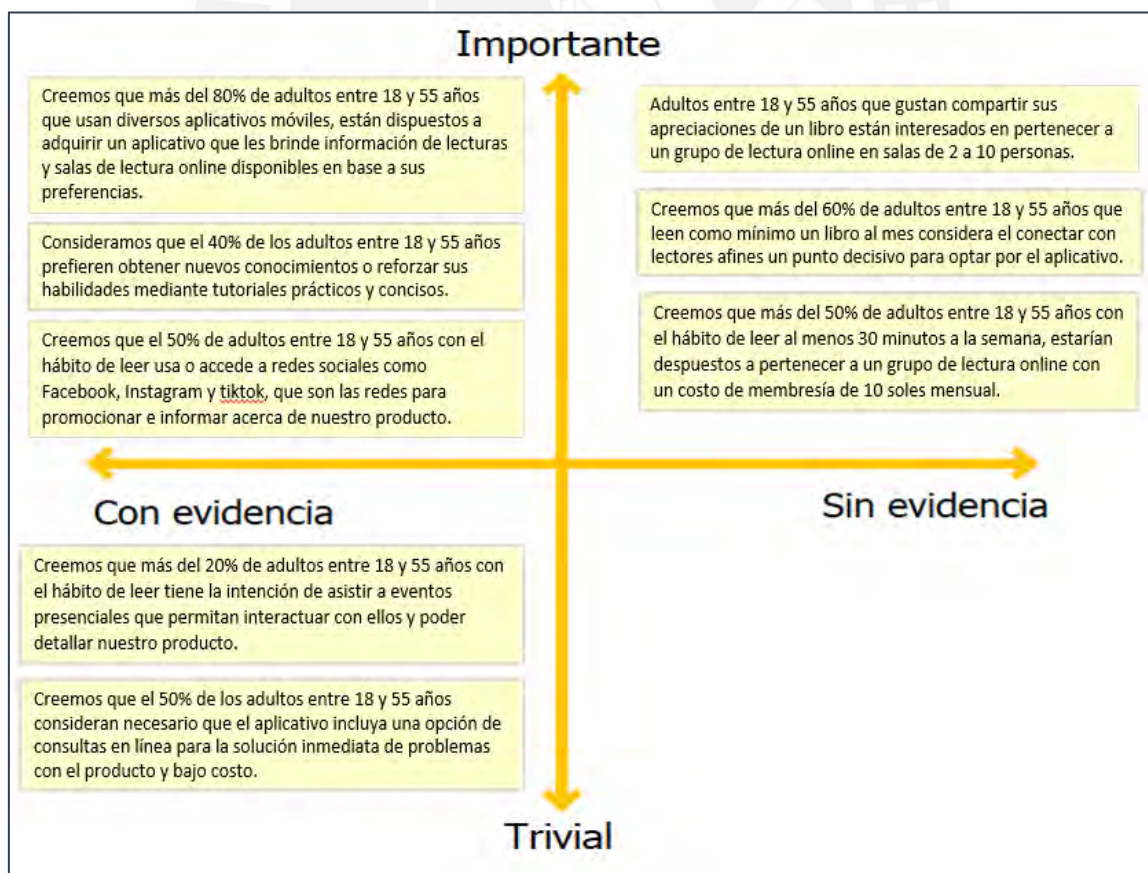 Importante
Creemos que más del 80% de adultos entre 18 y 55 años
que usan diversos aplicativos móviles, están dispuestos a
adquirir un aplicativo que les brinde información de lecturas
y salas de lectura online disponibles en base a sus
preferencias.
Consideramos que el 40% de los adultos entre 18 y 55 años
prefieren obtener nuevos conocimientos o reforzar sus
habilidades mediante tutoriales prácticos y concisos.
Creemos que el 50% de adultos entre 18 y 55 años con el
hábito de leer usa o accede a redes sociales como
Facebook, Instagram y tiktok, que son las redes para
promocionar e informar acerca de nuestro producto.
Adultos entre 18 y 55 años que gustan compartir sus
apreciaciones de un libro están interesados en pertenecer a
un grupo de lectura online en salas de 2 a 10 personas.
Creemos que más del 60% de adultos entre 18 y 55 años que
leen como mínimo un libro al mes considera el conectar con
lectores afines un punto decisivo para optar por el aplicativo.
Creemos que más del 50% de adultos entre 18 y 55 años con
el hábito de leer al menos 30 minutos a la semana, estarían
despuestos a pertenecer a un grupo de lectura online con
un costo de membresía de 10 soles mensual.
Con evidencia
Sin evidencia
Creemos que más del 20% de adultos entre 18 y 55 años con
el hábito de leer tiene la intención de asistir a eventos
presenciales que permitan interactuar con ellos y poder
detallar nuestro producto.
Creemos que el 50% de los adultos entre 18 y 55 años
consideran necesario que el aplicativo incluya una opción de
consultas en línea para la solución inmediata de problemas
con el producto y bajo costo.
Trivial